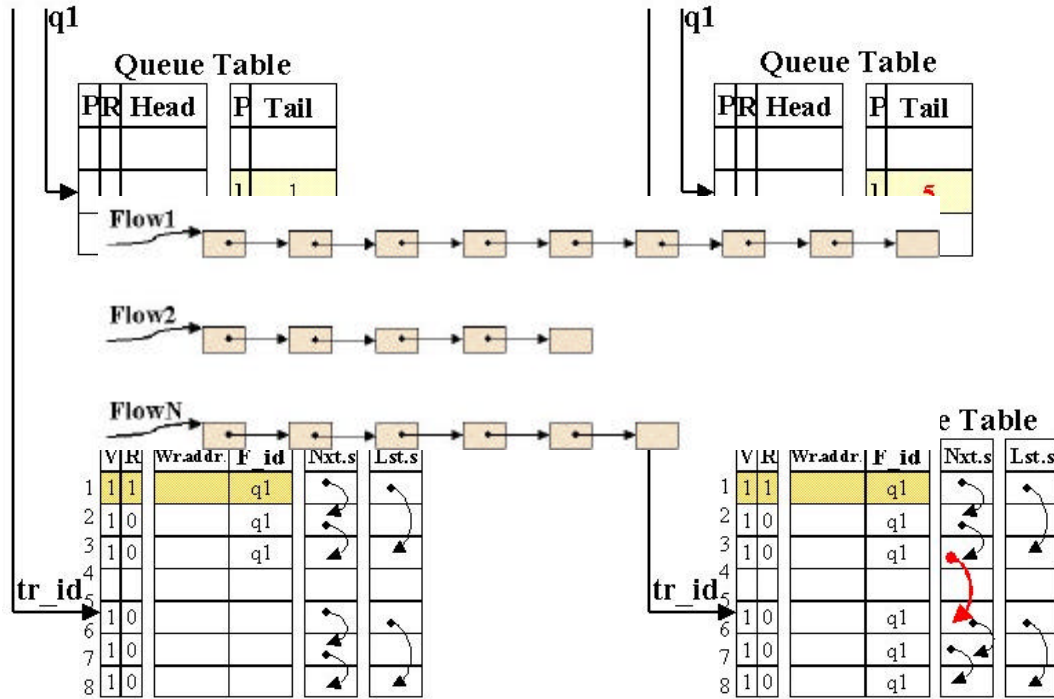 q1
Queue Table
P R Head P Tail
1 1
q1
Queue Table
P R Head P Tail
1 5
Flow1
Flow2
FlowN
V R Wr.addr. F_id Nxt.s Lst.s
1 1 1 q1
2 1 0 q1
3 1 0 q1
4
5
tr_id
6 1 0
7 1 0
8 1 0
e Table
V R Wr.addr. F_id Nxt.s Lst.s
1 1 1 q1
2 1 0 q1
3 1 0 q1
4
5
tr_id
6 1 0 q1
7 1 0 q1
8 1 0 q1